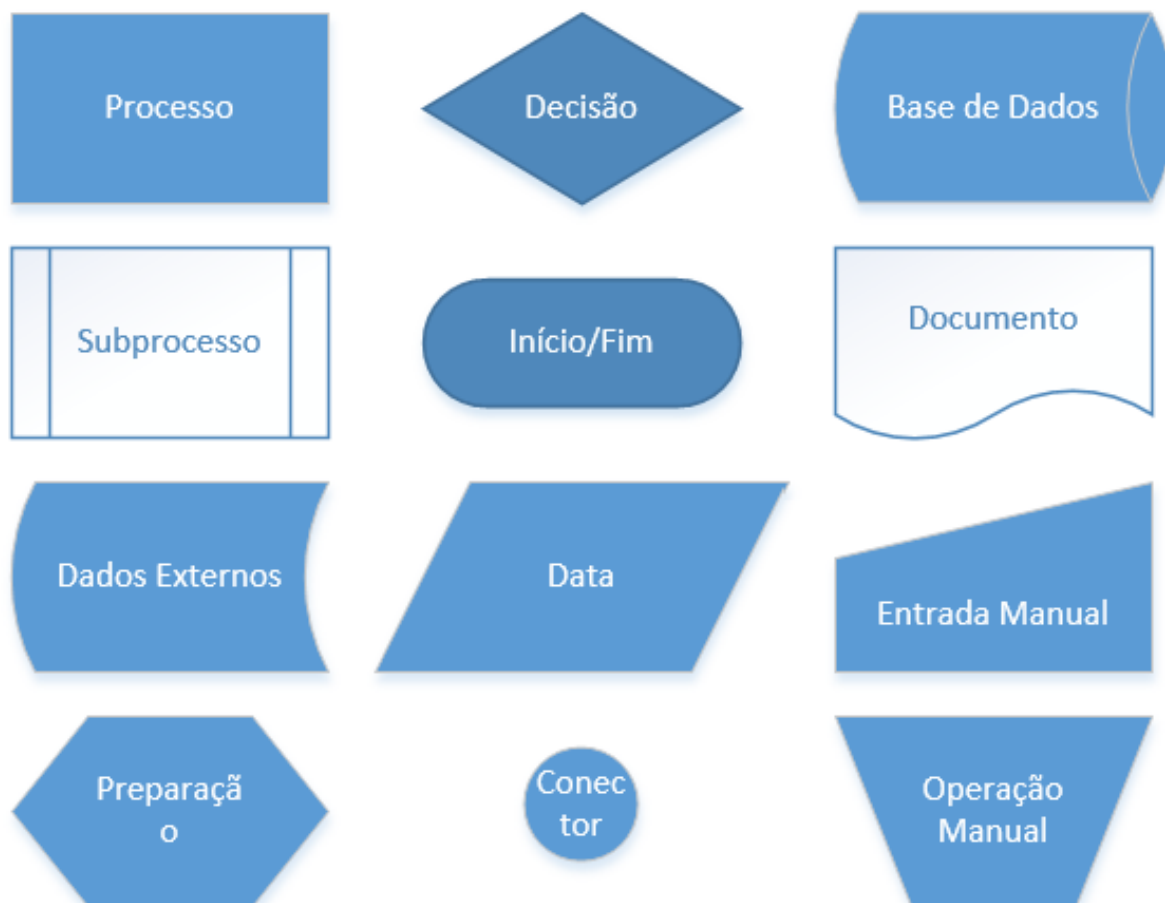 Processo
Decisão
Base de Dados
Subprocesso
Início/Fim
Documento
Dados Externos
Data
Entrada Manual
Preparaçã
o
Conec
tor
Operação
Manual